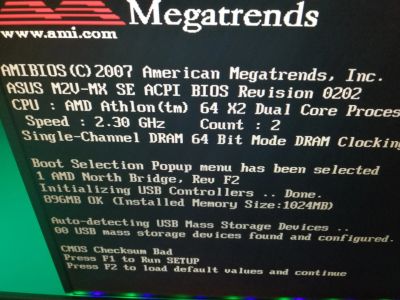 Megatrends
www.ami.com
AMIBIOS(C)2007 American Megatrends, Inc.
ASUS M2V-MX SE ACPI BIOS Revision 0202
CPU : AMD Athlon(tm) 64 X2 Dual Core Proces
Speed : 2.30 GHz Count : 2
Single-Channel DRAM 64 Bit Mode DRAM Clocking
Boot Selection Popup menu has been selected
1 AMD North Bridge, Rev F2
Initializing USB Controllers .. Done.
896MB OK (Installed Memory Size:1024MB)
Auto-detecting USB Mass Storage Devices ..
00 USB mass storage devices found and configured.
CMOS Checksum Bad
Press F1 to Run SETUP
Press F2 to load default values and continue